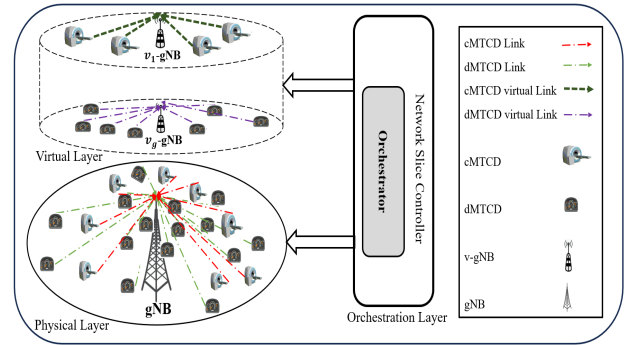 v1-gNB
vg-gNB
Virtual Layer
gNB
Physical Layer
Orchestrator
Network Slice Controller
Orchestration Layer
cMTCD Link
dMTCD Link
cMTCD virtual Link
dMTCD virtual Link
cMTCD
dMTCD
v-gNB
gNB